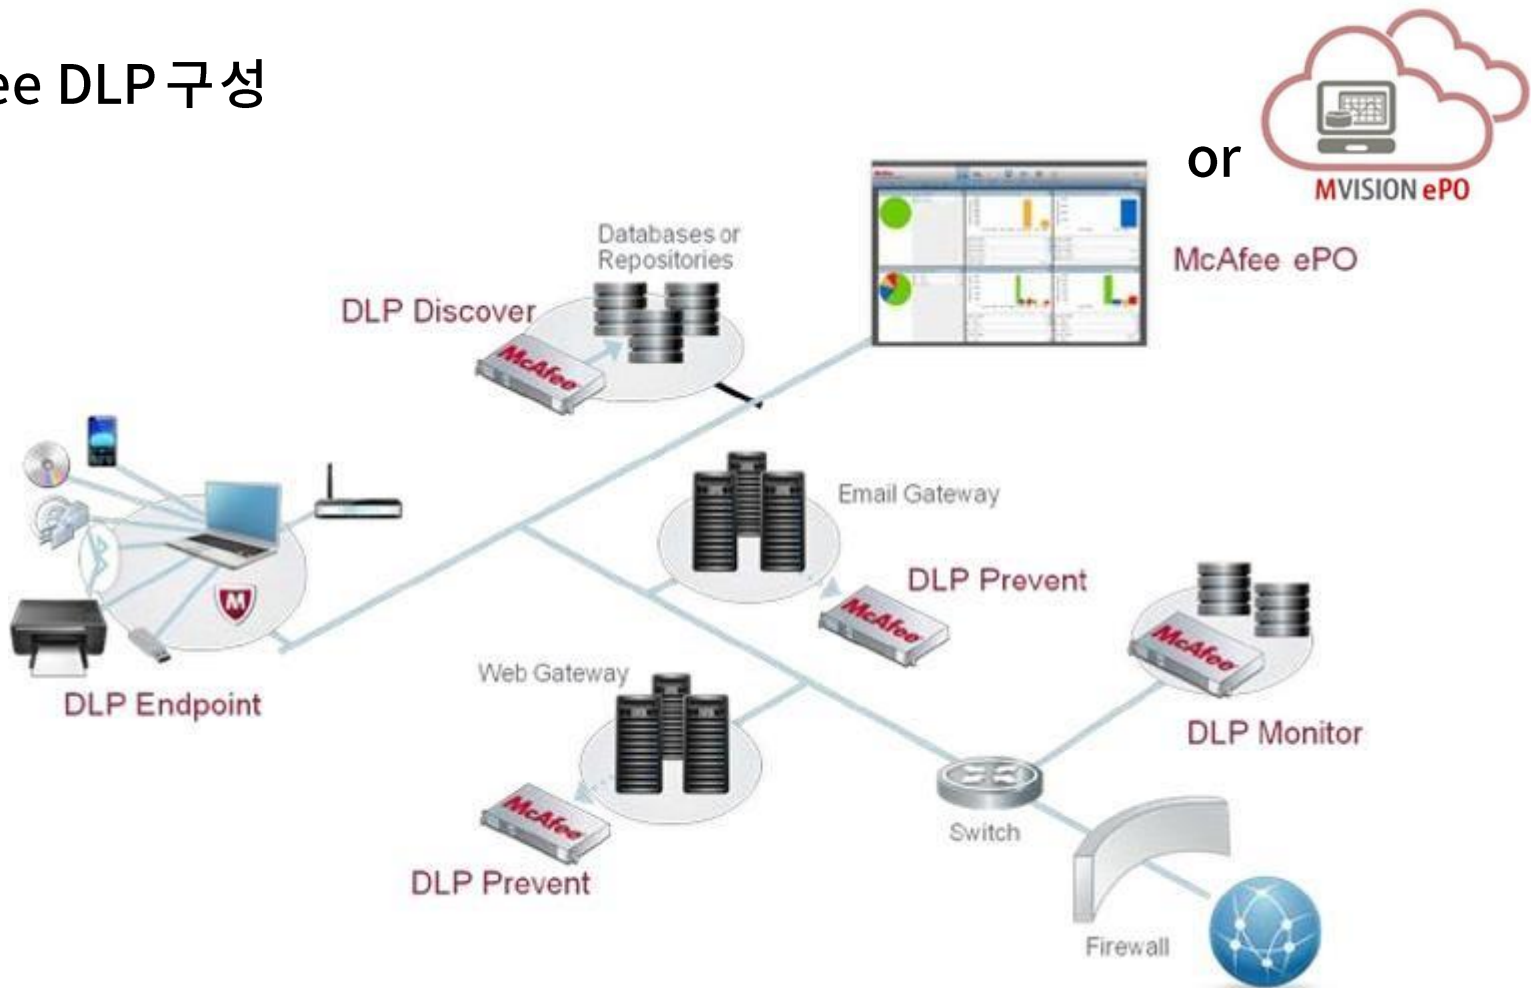 ee DLP 구성
or
MVISION ePO
McAfee ePO
Databases or
Repositories
DLP Discover
McAfee
Email Gateway
DLP Prevent
McAfee
DLP Endpoint
Web Gateway
McAfee
DLP Monitor
McAfee
DLP Prevent
Switch
Firewall